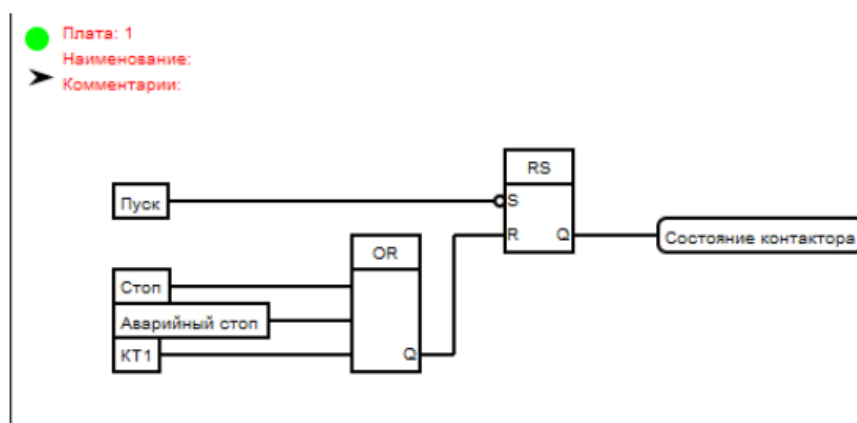 Плата: 1
Наименование:
Комментарии:
RS
Пуск
S
R
Q
Состояние контактора
OR
Стоп
Аварийный стоп
КТ1
Q